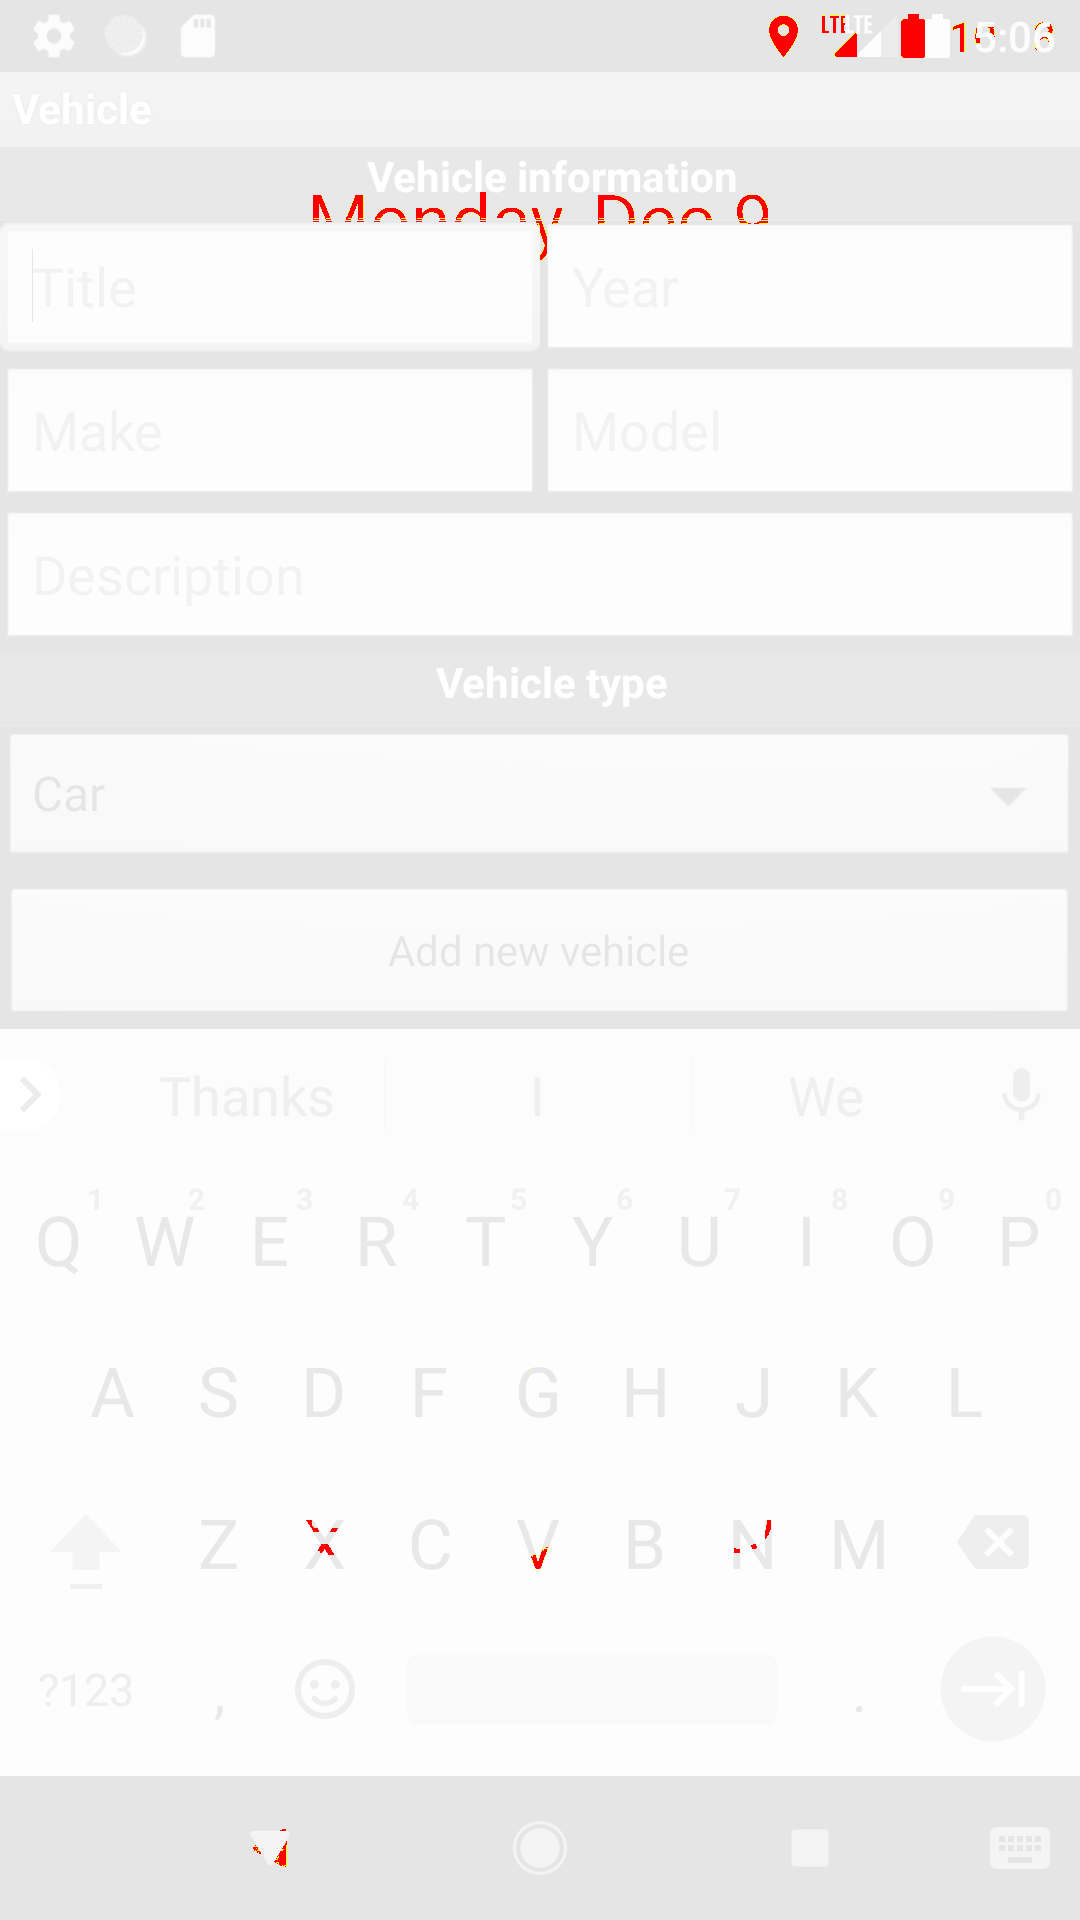 LTE LTE 15:06
Vehicle
Vehicle information
Monday, Dec 9
Title Year
Make Model
Description
Vehicle type
Car
Add new vehicle
Thanks I We
1 2 3 4 5 6 7 8 9 0
Q W E R T Y U I O P
A S D F G H J K L
Z X C V B N M
?123 , .